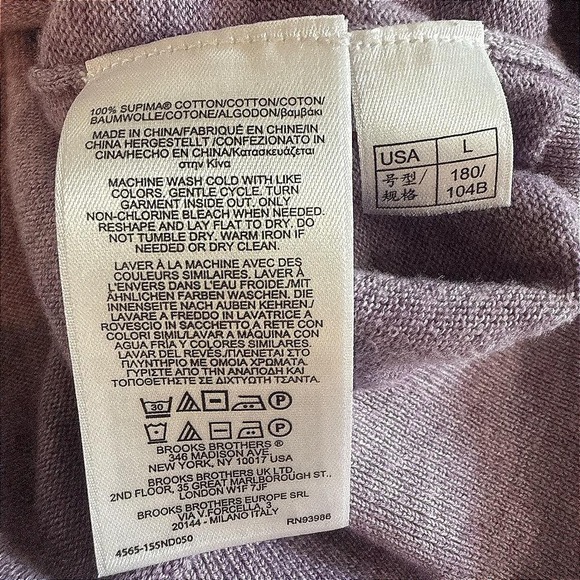 100% SUPIMA® COTTON/COTTON/COTON/
BAUMWOLLE/COTONE/ALGODON/βαμβάκι
MADE IN CHINA/FABRIQUÉ EN CHINE/IN
CHINA HERGESTELLT /CONFEZIONATO IN
CINA/HECHO EN CHINA/Κατασκευάζεται
στην Κίνα
MACHINE WASH COLD WITH LIKE
COLORS, GENTLE CYCLE. TURN
GARMENT INSIDE OUT. ONLY
NON-CHLORINE BLEACH WHEN NEEDED.
RESHAPE AND LAY FLAT TO DRY. DO
NOT TUMBLE DRY. WARM IRON IF
NEEDED OR DRY CLEAN.
LAVER À LA MACHINE AVEC DES
COULEURS SIMILAIRES. LAVER À
L'ENVERS DANS L'EAU FROIDE./MIT
ÄHNLICHEN FARBEN WASCHEN. DIE
INNENSEITE NACH AUßEN KEHREN./
LAVARE A FREDDO IN LAVATRICE A
ROVESCIO IN SACCHETTO A RETE CON
COLORI SIMIL/LAVAR A MÁQUINA CON
AGUA FRIA Y COLORES SIMILARES.
LAVAR DEL REVÉS./ΠΛΕΝΕΤΑΙ ΣΤΟ
ΠΛΥΝΤΗΡΙΟ ΜΕ ΟΜΟΙΑ ΧΡΩΜΑΤΑ.
ΓΥΡΙΣΤΕ ΑΠΟ ΤΗΝ ΑΝΑΠΟΔΗ ΚΑΙ
ΤΟΠΟΘΕΤΗΣΤΕ ΣΕ ΔΙΧΤΥΩΤΗ ΤΣΑΝΤΑ.
30 P
P
BROOKS BROTHERS ®
346 MADISON AVE
NEW YORK, NY 10017 USA
BROOKS BROTHERS UK LTD.
2ND FLOOR, 35 GREAT MARLBOROUGH ST.
LONDON W1F 7JF
BROOKS BROTHERS EUROPE SRL
VIA V.FORCELLA, 3
20144 - MILANO ITALY
RN93986
4565-155ND050
USA L
号型/ 180/
规格 104B